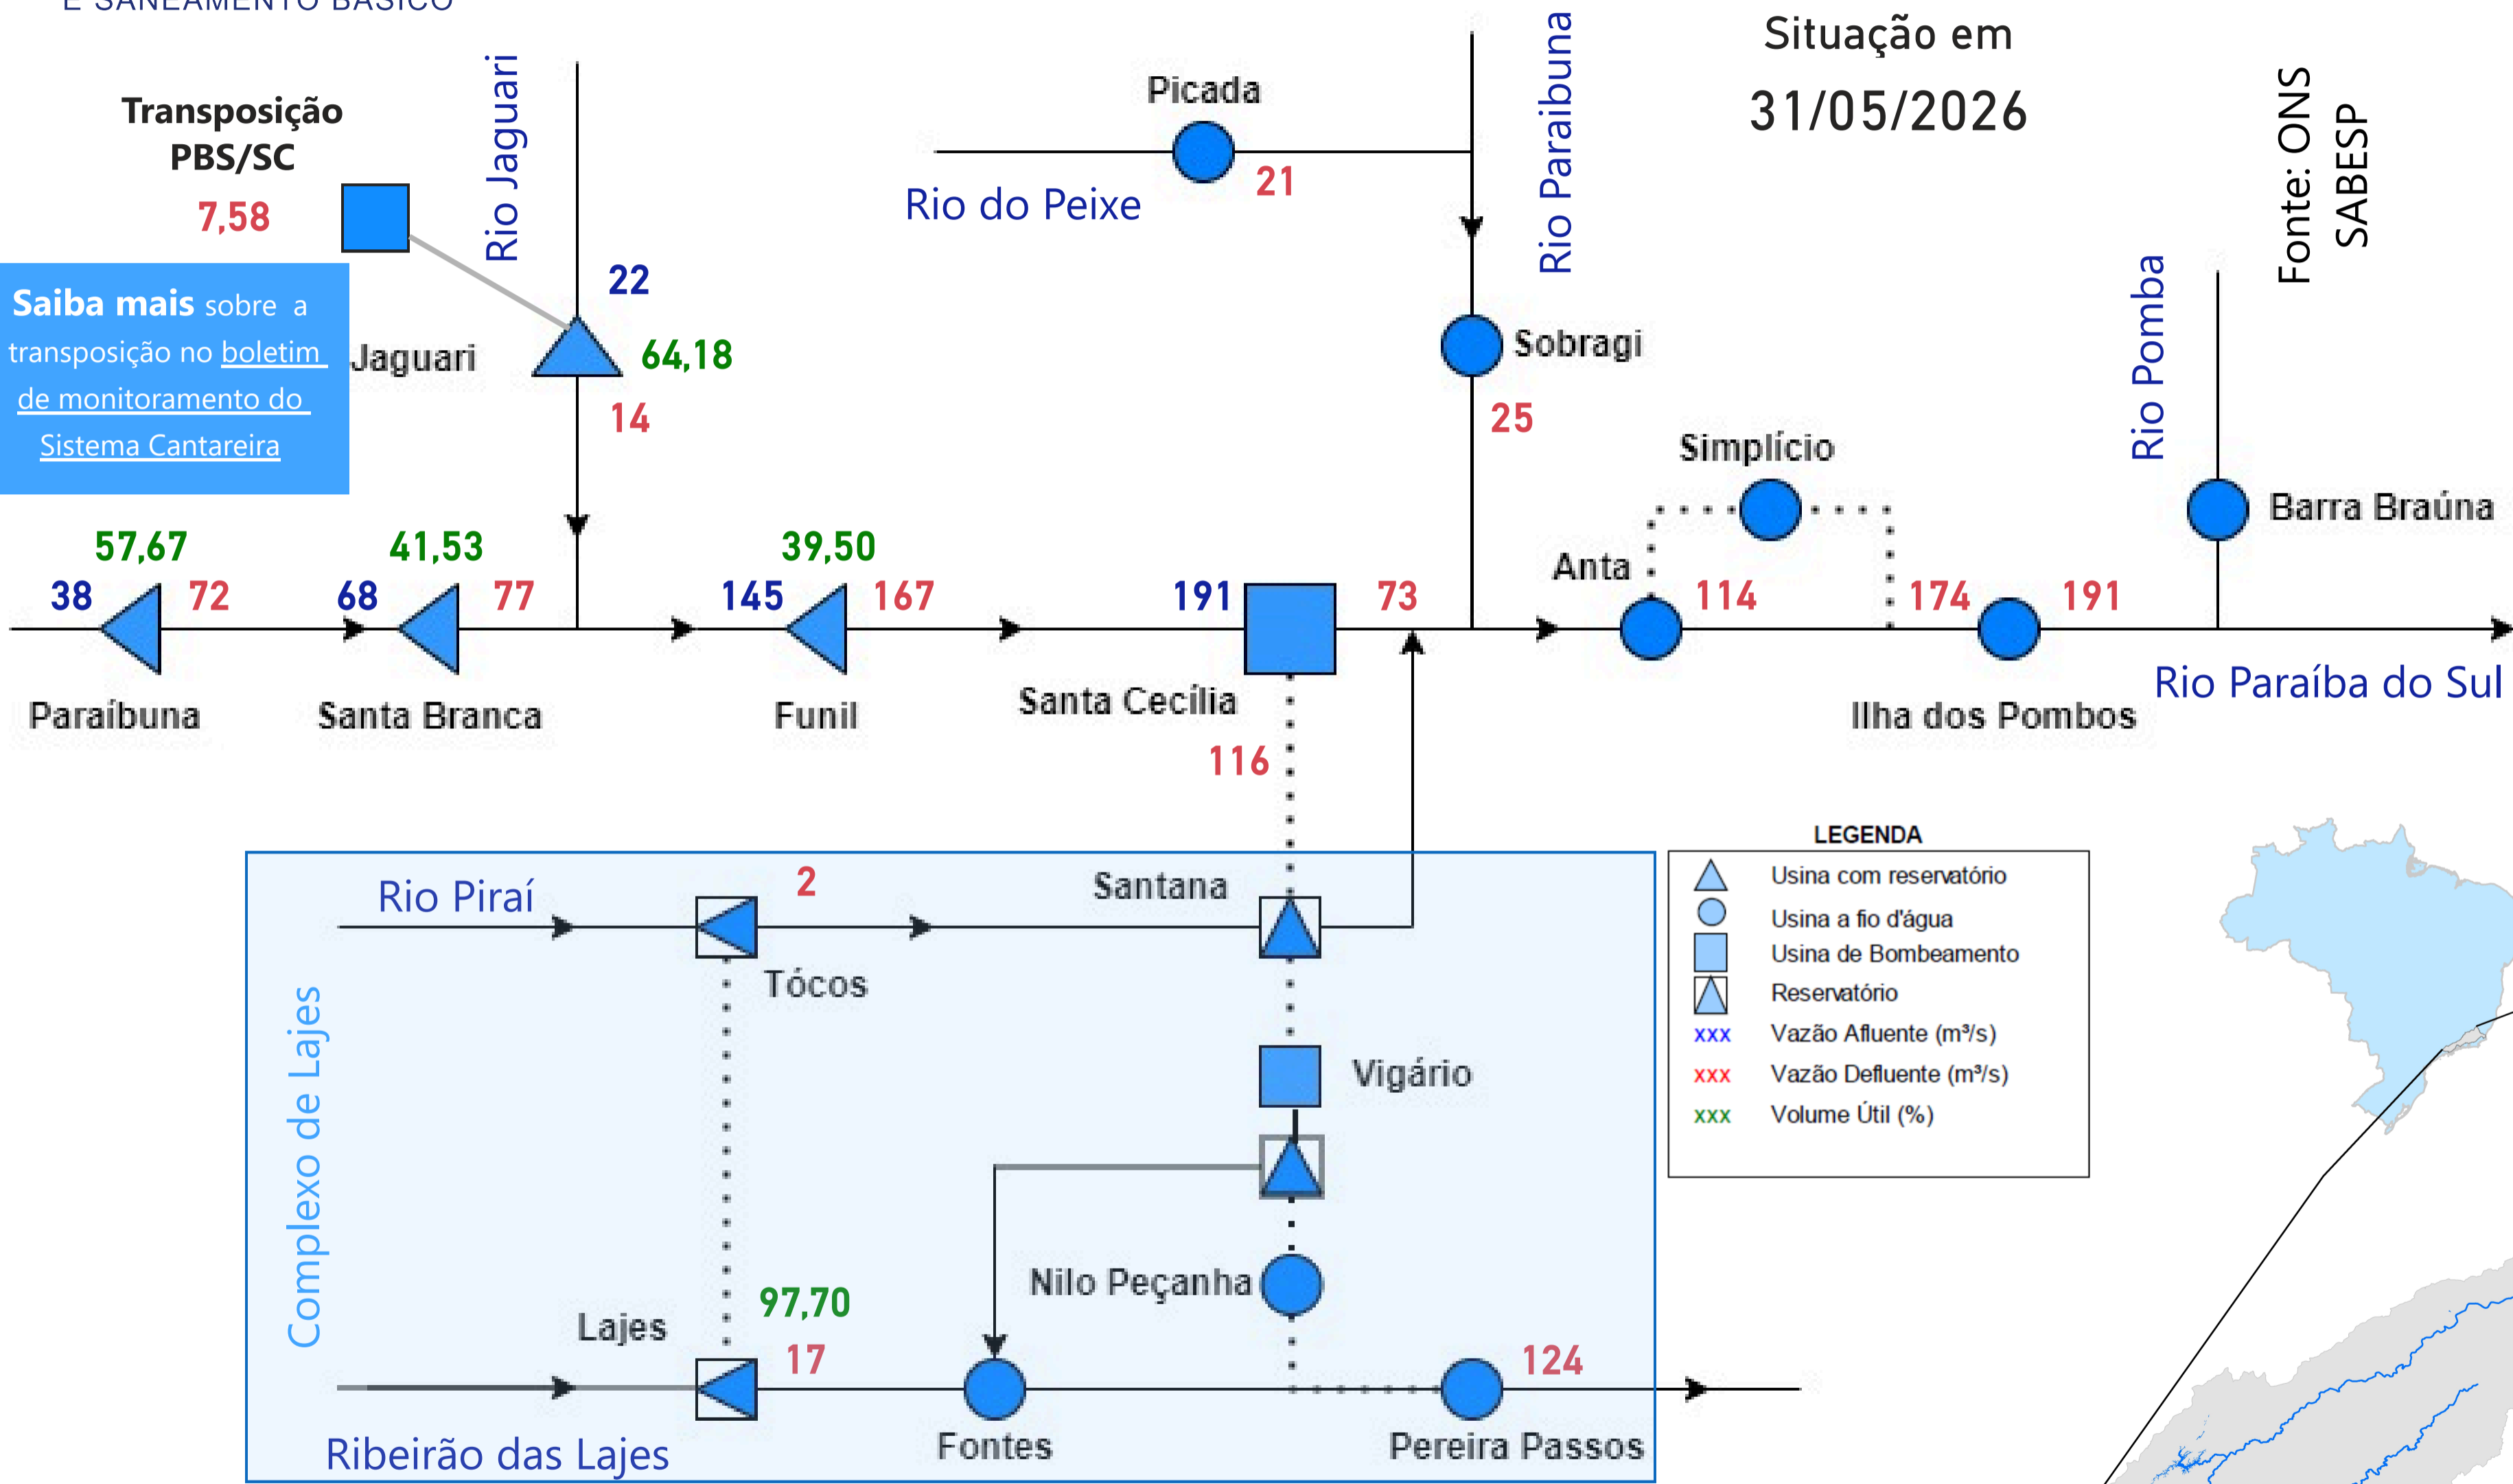 E SANEAMENTO BÁSICO
Situação em
31/05/2026
Fonte: ONS
SABESP
Transposição
PBS/SC
7,58
Rio Jaguari
Picada
21
Rio do Peixe
Rio Paraibuna
Saiba mais sobre a
transposição no boletim
de monitoramento do
Sistema Cantareira
22
Jaguari
64,18
14
Sobragi
25
Rio Pomba
Simplício
Barra Braúna
57,67
41,53
39,50
Anta
38
72
68
77
145
167
191
73
114
174
191
Paraíbuna
Santa Branca
Funil
Santa Cecília
Ilha dos Pombos
Rio Paraíba do Sul
116
Complexo de Lajes
Rio Piraí
2
Santana
Tócos
Vigário
Nilo Peçanha
97,70
Lajes
17
124
Fontes
Pereira Passos
Ribeirão das Lajes
LEGENDA
Usina com reservatório
Usina a fio d'água
Usina de Bombeamento
Reservatório
xxx Vazão Afluente (m³/s)
xxx Vazão Defluente (m³/s)
xxx Volume Útil (%)